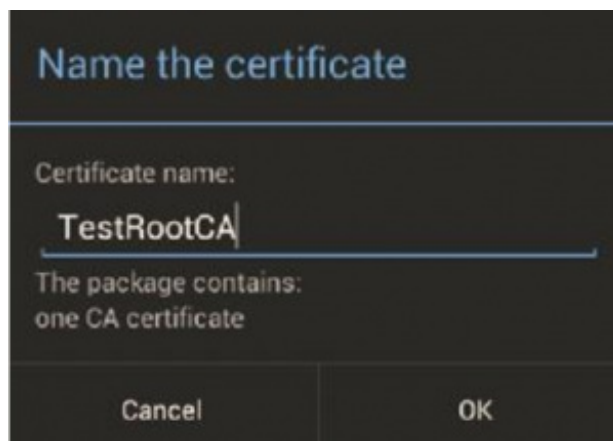 Name the certificate
Certificate name:
TestRootCA
The package contains:
one CA certificate
Cancel
OK